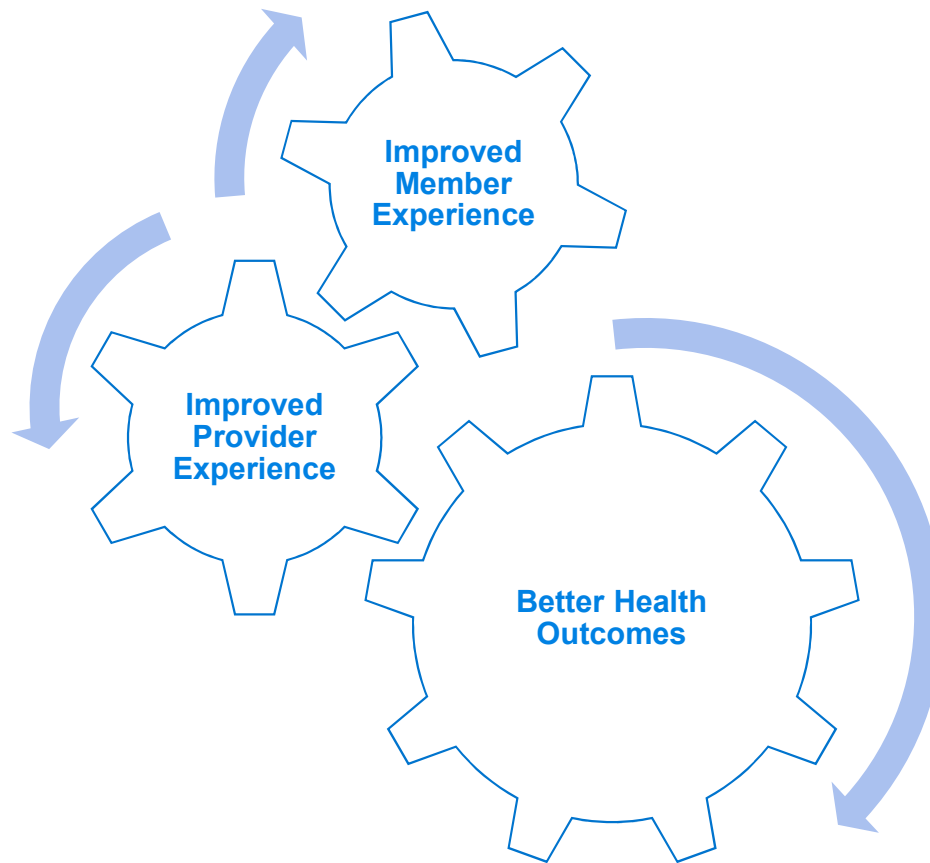 Improved
Member
Experience
Improved
Provider
Experience
Better Health
Outcomes